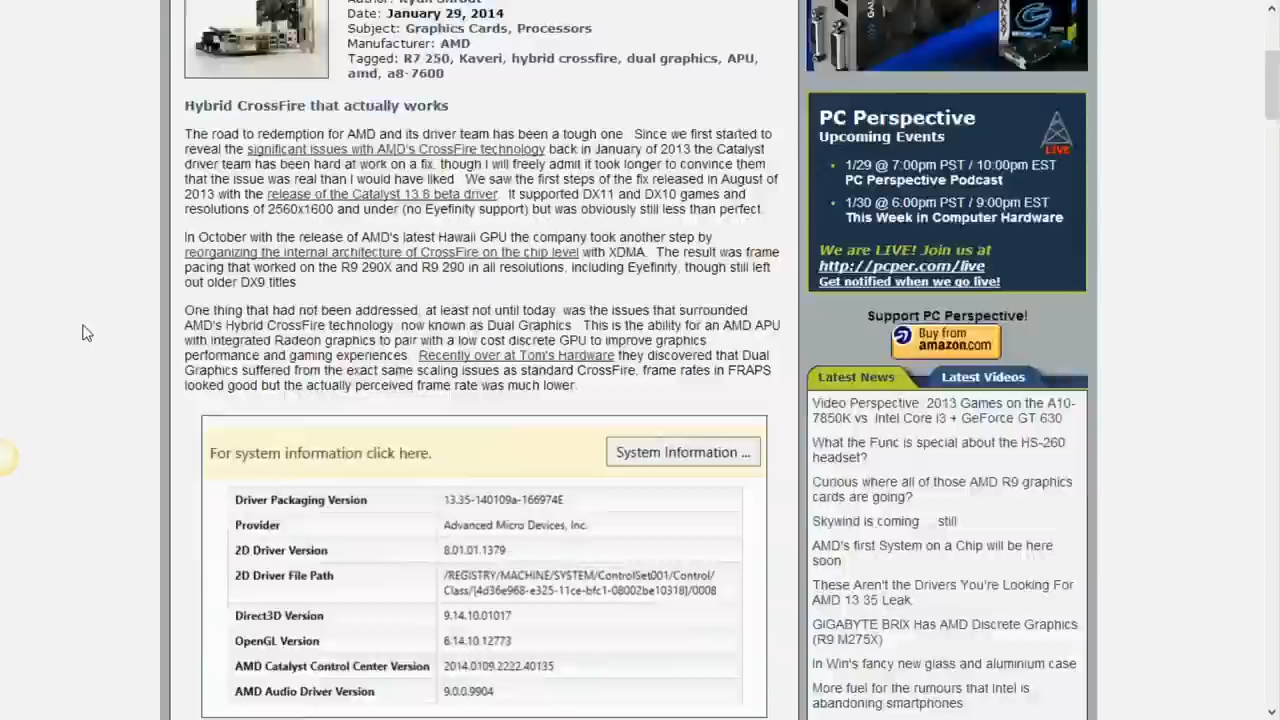 Date: January 29, 2014
Subject: Graphics Cards, Processors
Manufacturer: AMD
Tagged: R7 250, Kaveri, hybrid crossfire, dual graphics, APU,
amd, a8-7600
Hybrid CrossFire that actually works
The road to redemption for AMD and its driver team has been a tough one   Since we first started to
reveal the significant issues with AMD's CrossFire technology back in January of 2013 the Catalyst
driver team has been hard at work on a fix, though I will freely admit it took longer to convince them
that the issue was real than I would have liked   We saw the first steps of the fix released in August of
2013 with the release of the Catalyst 13.8 beta driver   It supported DX11 and DX10 games and
resolutions of 2560x1600 and under (no Eyefinity support) but was obviously still less than perfect.
In October with the release of AMD's latest Hawaii GPU the company took another step by
reorganizing the internal architecture of CrossFire on the chip level with XDMA.  The result was frame
pacing that worked on the R9 290X and R9 290 in all resolutions, including Eyefinity, though still left
out older DX9 titles
One thing that had not been addressed, at least not until today, was the issues that surrounded
AMD's Hybrid CrossFire technology  now known as Dual Graphics   This is the ability for an AMD APU
with integrated Radeon graphics to pair with a low cost discrete GPU to improve graphics
performance and gaming experiences   Recently over at Tom's Hardware they discovered that Dual
Graphics suffered from the exact same scaling issues as standard CrossFire, frame rates in FRAPS
looked good but the actually perceived frame rate was much lower.
For system information click here.
System Information ...
Driver Packaging Version 13.35-140109a-166974E
Provider Advanced Micro Devices, Inc.
2D Driver Version 8.01.01.1379
2D Driver File Path /REGISTRY/MACHINE/SYSTEM/ControlSet001/Control/
Class/{4d36e968-e325-11ce-bfc1-08002be10318}/0008
Direct3D Version 9.14.10.01017
OpenGL Version 6.14.10.12773
AMD Catalyst Control Center Version 2014.0109.2222.40135
AMD Audio Driver Version 9.0.0.9904
PC Perspective
Upcoming Events
LIVE
1/29 @ 7:00pm PST / 10:00pm EST
PC Perspective Podcast
1/30 @ 6:00pm PST / 9:00pm EST
This Week in Computer Hardware
We are LIVE! Join us at
http://pcper.com/live
Get notified when we go live!
Support PC Perspective!
Buy from
amazon.com
Latest News
Latest Videos
Video Perspective  2013 Games on the A10-
7850K vs  Intel Core i3 + GeForce GT 630
What the Func is special about the HS-260
headset?
Curious where all of those AMD R9 graphics
cards are going?
Skywind is coming    still
AMD's first System on a Chip will be here
soon
These Aren't the Drivers You're Looking For
AMD 13 35 Leak
GIGABYTE BRIX Has AMD Discrete Graphics
(R9 M275X)
In Win's fancy new glass and aluminium case
More fuel for the rumours that Intel is
abandoning smartphones